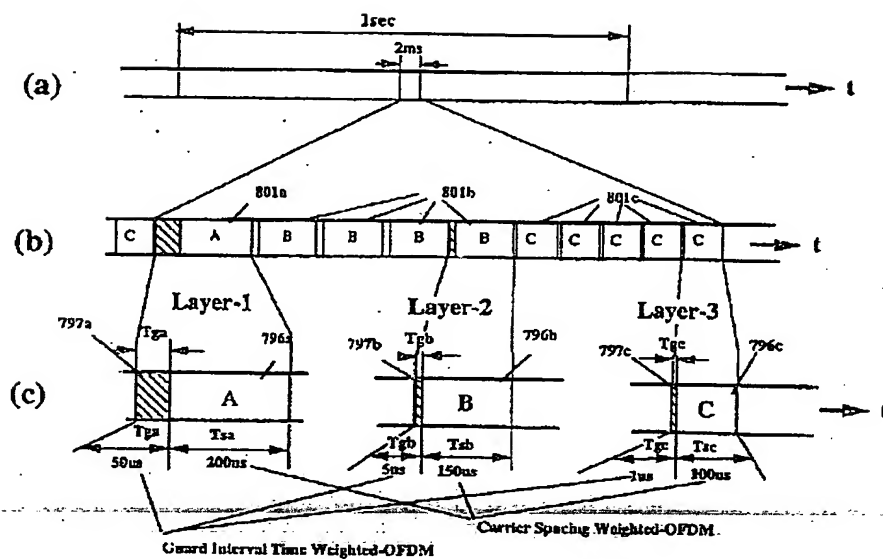 1sec
2ms
(a)
t
801a
801b
801c
(b)
C
A
B
B
B
B
C
C
C
C
C
t
Layer-1
Layer-2
Layer-3
797a
Tga
796a
797b
Tgb
796b
797c
Tgc
796c
(c)
A
B
C
Tga
Tsa
Tgb
Tsb
Tgc
Tsc
50us
200us
5us
150us
1us
100us
Carrier Spacing Weighted-OFDM
Guard Interval Time Weighted-OFDM